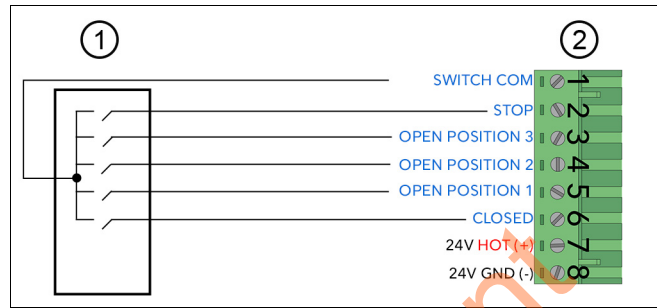 1 2
SWITCH COM 1
STOP 2
OPEN POSITION 3 3
OPEN POSITION 2 4
OPEN POSITION 1 5
CLOSED 6
24V HOT (+) 7
24V GND (-) 8